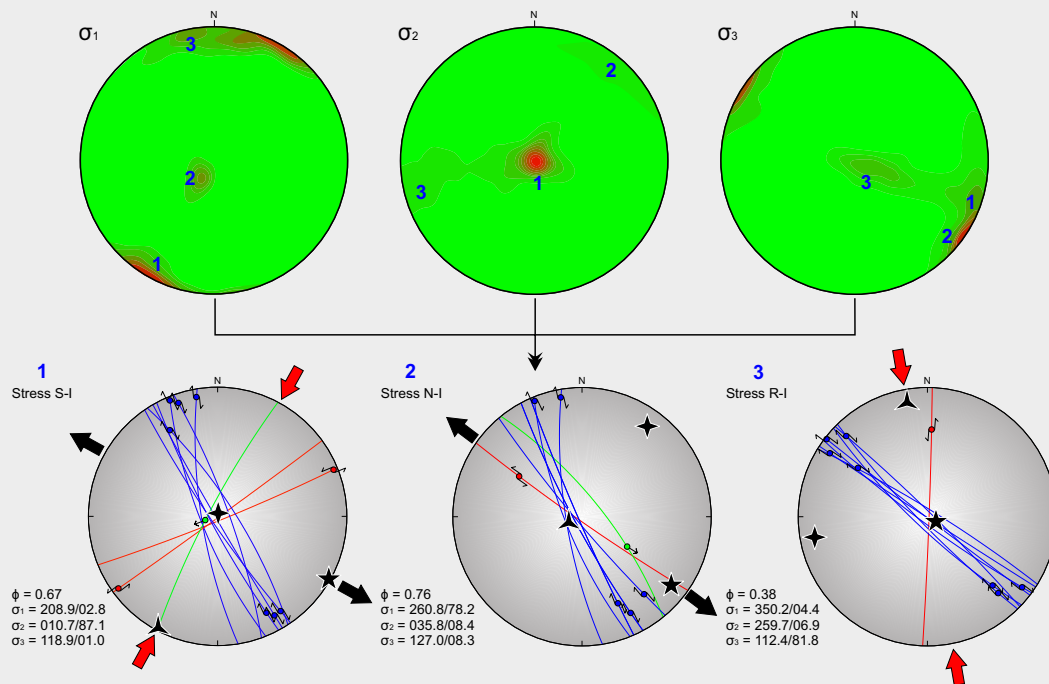 N
N
N
σ1
σ2
σ3
3
2
1
2
1
3
3
1
2
1
Stress S-I
2
Stress N-I
3
Stress R-I
N
N
N
ϕ = 0.67
σ1 = 208.9/02.8
σ2 = 010.7/87.1
σ3 = 118.9/01.0
ϕ = 0.76
σ1 = 260.8/78.2
σ2 = 035.8/08.4
σ3 = 127.0/08.3
ϕ = 0.38
σ1 = 350.2/04.4
σ2 = 259.7/06.9
σ3 = 112.4/81.8